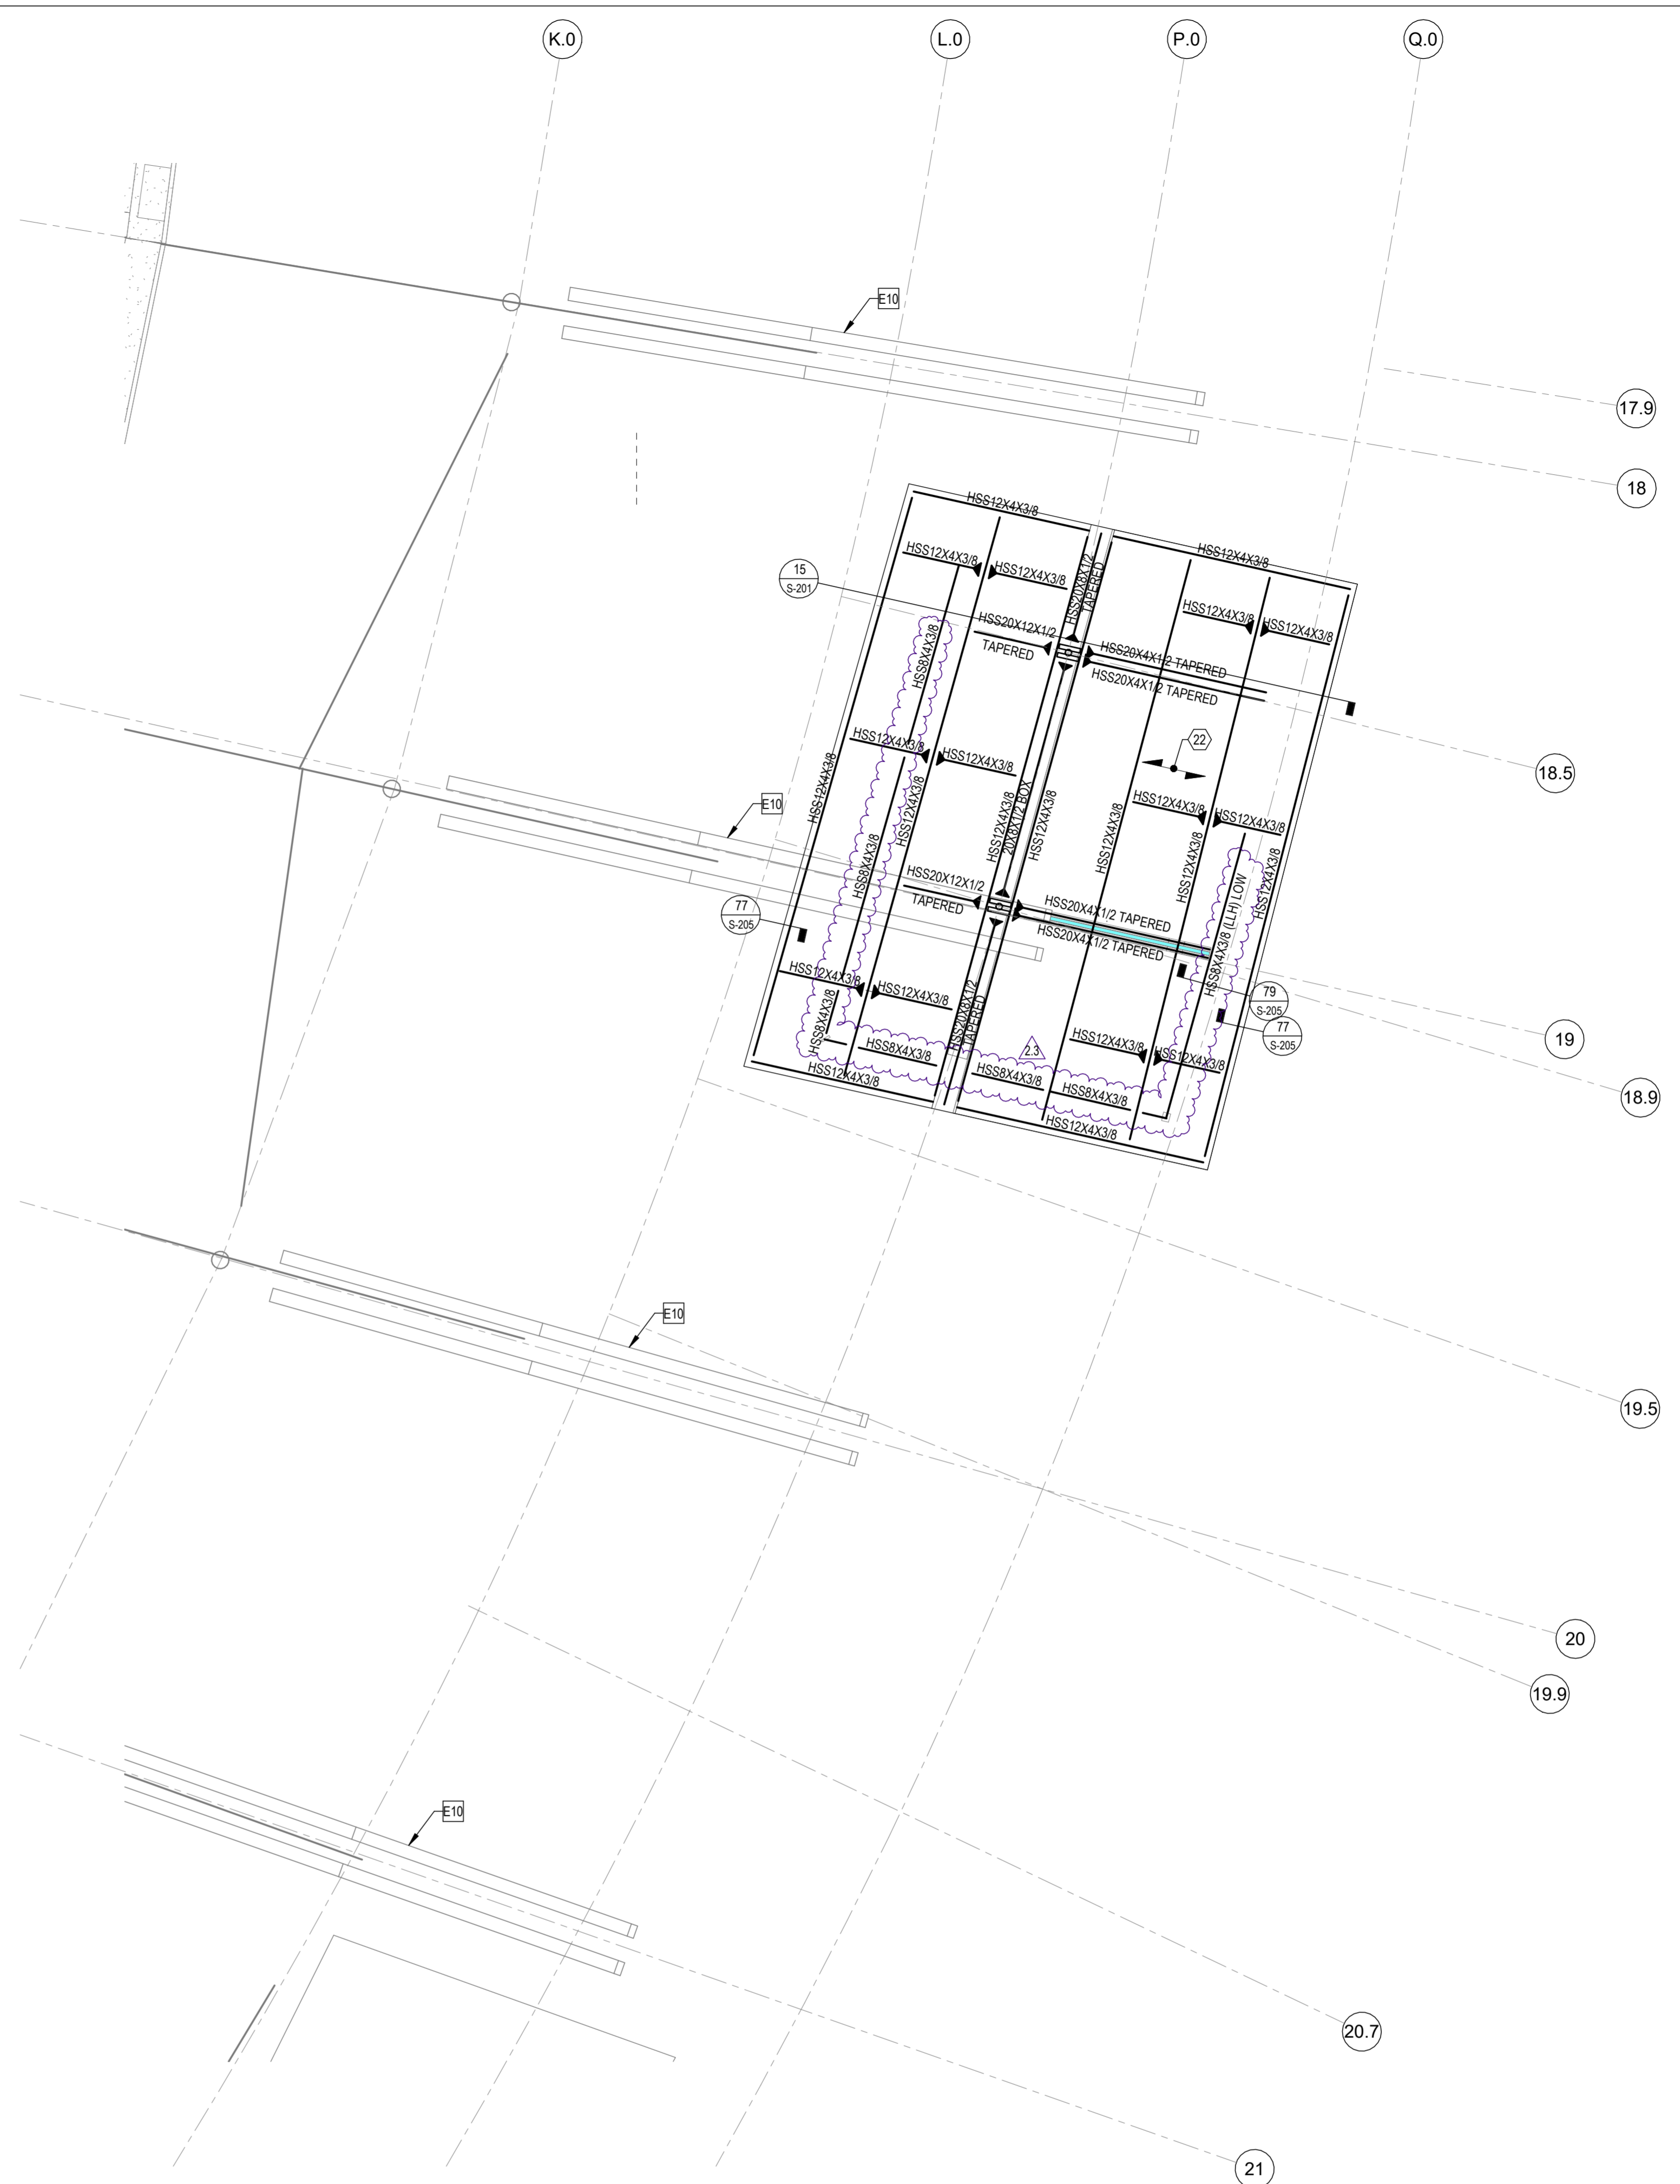 K.0
L.0
P.0
Q.0
E10
17.9
18
HSS12X4X3/8
HSS12X4X3/8
HSS12X4X3/8
HSS12X4X3/8
HSS20X8X1/2
TAPERED
15
S-201
HSS12X4X3/8
HSS12X4X3/8
HSS20X12X1/2
TAPERED
HSS8X4X3/8
HSS20X4X1/2 TAPERED
HSS20X4X1/2 TAPERED
22
18.5
HSS12X4X3/8
HSS12X4X3/8
HSS12X4X3/8
HSS12X4X3/8
HSS12X4X3/8
20X8X1/2 BOX
HSS12X4X3/8
HSS12X4X3/8
HSS12X4X3/8
HSS12X4X3/8
HSS12X4X3/8
HSS12X4X3/8
E10
HSS8X4X3/8
HSS20X12X1/2
TAPERED
HSS20X4X1/2 TAPERED
HSS20X4X1/2 TAPERED
HSS8X4X3/8 (LLH) LOW
77
S-205
79
S-205
77
S-205
19
HSS12X4X3/8
HSS12X4X3/8
HSS8X4X3/8
HSS20X8X1/2
TAPERED
2.3
HSS12X4X3/8
HSS12X4X3/8
HSS8X4X3/8
HSS12X4X3/8
HSS8X4X3/8
HSS8X4X3/8
HSS12X4X3/8
18.9
E10
19.5
20
19.9
E10
20.7
21